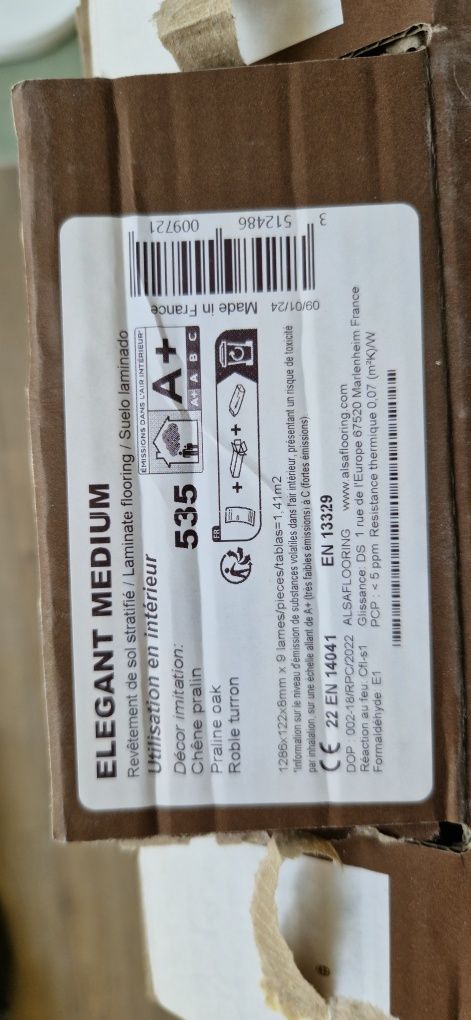 ELEGANT MEDIUM
Revêtement de sol stratifié / Laminate flooring / Suelo laminado
Utilisation en intérieur
Décor imitation:
Chêne pralin
Praline oak
Roble turron
535
ÉMISSIONS DANS L'AIR INTÉRIEUR*
A+
A+ A B C
FR
1286x122x8mm x 9 lames/pieces/tablas=1.41m2
*Information sur le niveau d'émission de substances volatiles dans l'air intérieur, présentant un risque de toxicité
par inhalation, sur une échelle allant de A+ (très faibles émissions) à C (fortes émissions).
CE 22 EN 14041 EN 13329
DOP : 002-18/RPC/2022 ALSAFLOORING www.alsaflooring.com
Réaction au feu : Cfl-s1 Glissance: DS 1 rue de l'Europe 67520 Marlenheim France
Formaldéhyde : E1 PCP : < 5 ppm Resistance thermique 0,07 (m²K)/W
Made in France
09/01/24
3 512486 009721